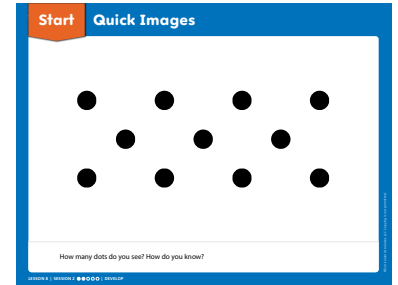 Start
Quick Images
How many dots do you see? How do you know?
LESSON 8 | SESSION 2 | DEVELOP